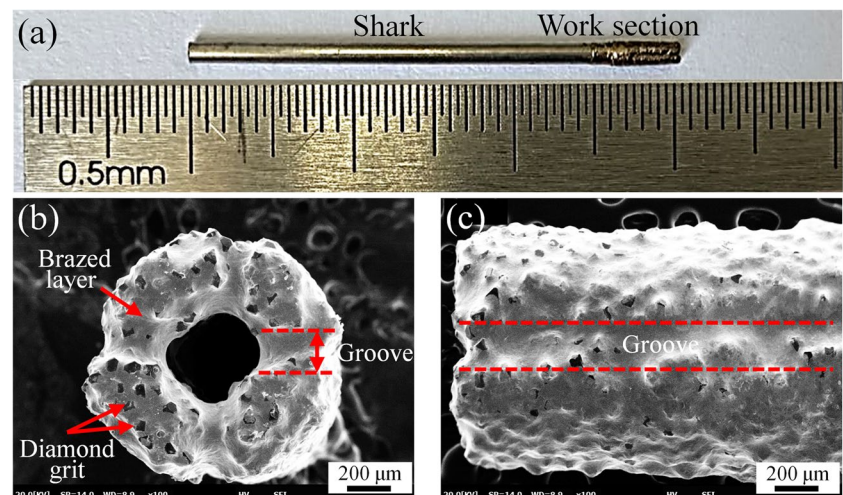 (a)
Shark
Work section
0.5mm
(b)
Brazed
layer
Groove
Diamond
grit
200 μm
(c)
Groove
200 μm